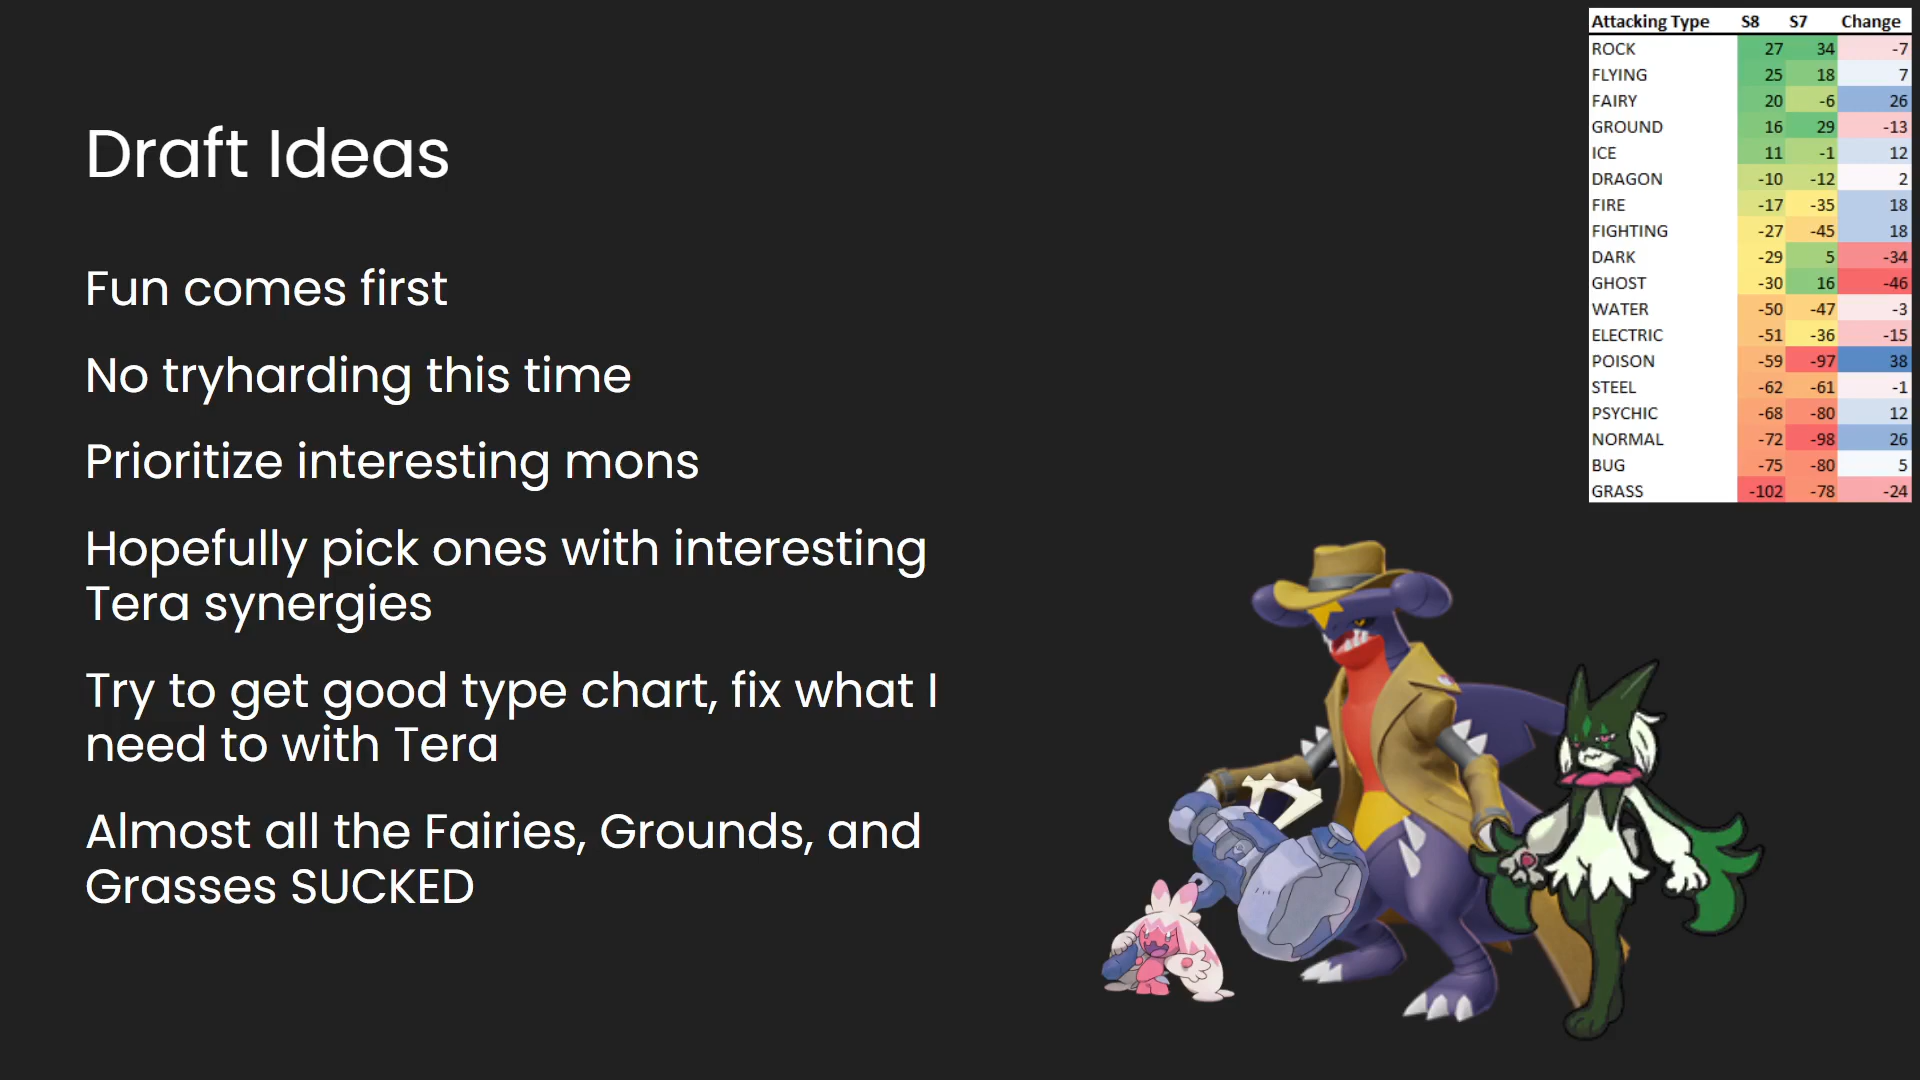 Draft Ideas
Fun comes first
No tryharding this time
Prioritize interesting mons
Hopefully pick ones with interesting
Tera synergies
Try to get good type chart, fix what I
need to with Tera
Almost all the Fairies, Grounds, and
Grasses SUCKED
Attacking Type S8 S7 Change
ROCK 27 34 -7
FLYING 25 18 7
FAIRY 20 -6 26
GROUND 16 29 -13
ICE 11 -1 12
DRAGON -10 -12 2
FIRE -17 -35 18
FIGHTING -27 -45 18
DARK -29 5 -34
GHOST -30 16 -46
WATER -50 -47 -3
ELECTRIC -51 -36 -15
POISON -59 -97 38
STEEL -62 -61 -1
PSYCHIC -68 -80 12
NORMAL -72 -98 26
BUG -75 -80 5
GRASS -102 -78 -24